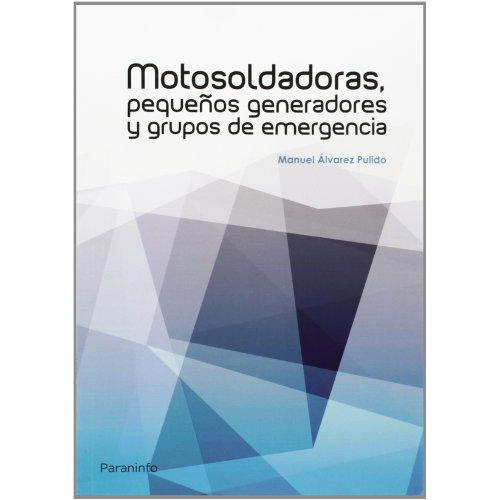 Motosoldadoras,
pequeños generadores
y grupos de emergencia
Manuel Álvarez Pulido
Paraninfo